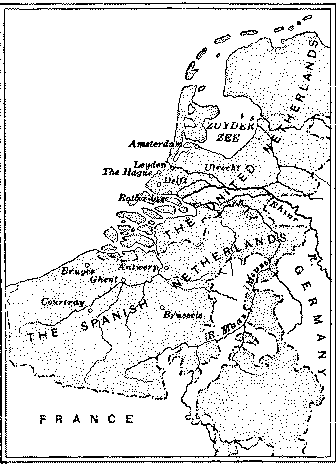 ZUYDER
ZEE
Amsterdam
Leyden
The Hague
Utrecht
Delft
Rotterdam
R. Rhine
THE UNITED NETHERLANDS
Bruges
Antwerp
Ghent
Courtray
Brussels
R. Maas
THE SPANISH NETHERLANDS
GERMANY
FRANCE